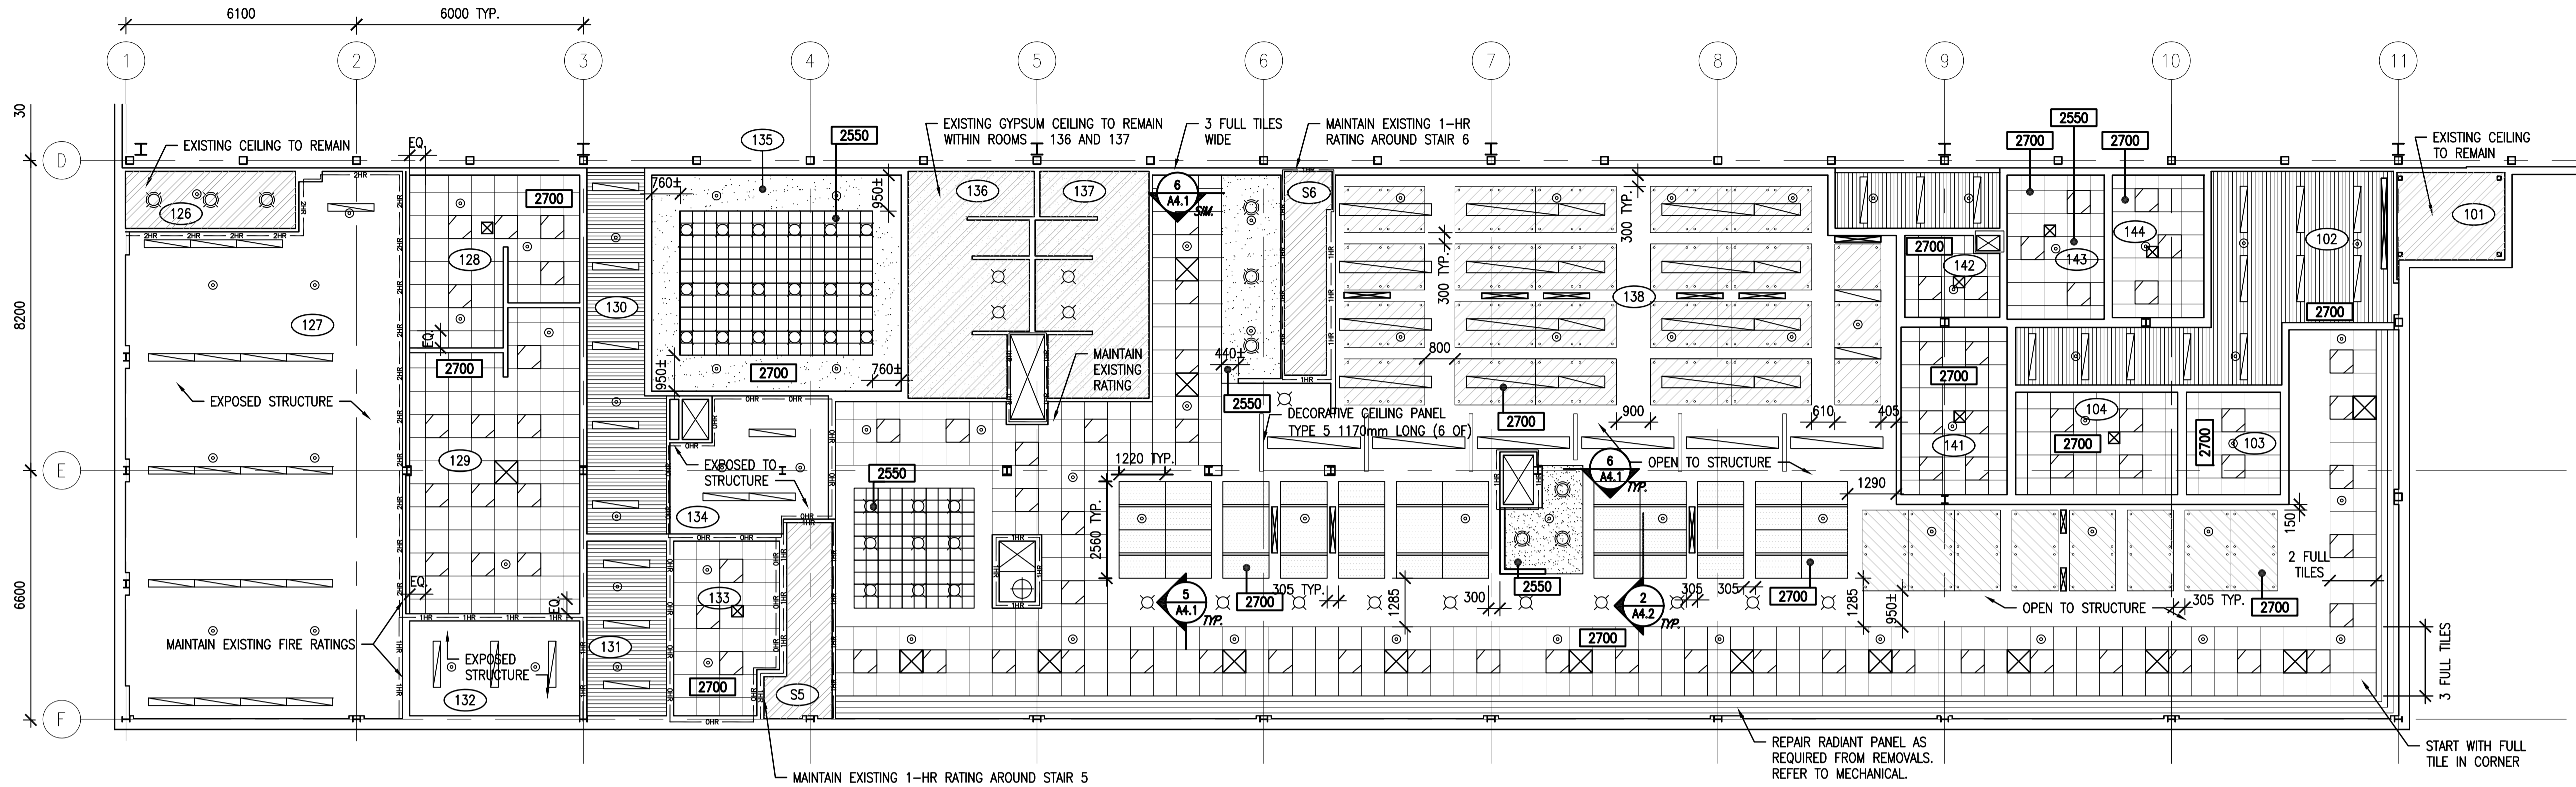 6100
6000 TYP.
1
2
3
4
5
6
7
8
9
10
11
30
D
8200
E
6600
F
EXISTING CEILING TO REMAIN
EQ.
135
2550
EXISTING GYPSUM CEILING TO REMAIN
WITHIN ROOMS - 136 AND 137
3 FULL TILES
WIDE
MAINTAIN EXISTING 1-HR
RATING AROUND STAIR 6
2700
2550
2700
EXISTING CEILING
TO REMAIN
126
2HR
127
128
2700
130
760±
950±
136
137
6
A4.1
SIM.
S6
1HR
300 TYP.
300 TYP.
138
800
2700
142
143
144
102
2700
101
EXPOSED STRUCTURE
EQ.
2700
129
950±
2700
760±
MAINTAIN
EXISTING
RATING
440±
2550
DECORATIVE CEILING PANEL
TYPE 5 1170mm LONG (6 OF)
2700
900
610
405
2700
141
104
2700
2700
103
0HR
EXPOSED TO
STRUCTURE
134
2550
1220 TYP.
2560 TYP.
6
A4.1
TYP.
OPEN TO STRUCTURE
1290
150
2 FULL
TILES
EQ.
EQ.
MAINTAIN EXISTING FIRE RATINGS
EXPOSED
STRUCTURE
132
131
133
2700
S5
5
A4.1
TYP.
2700
305 TYP.
1285
300
2550
2
A4.2
TYP.
305
305
2700
2700
1285
950±
OPEN TO STRUCTURE
305 TYP.
2700
3 FULL TILES
MAINTAIN EXISTING 1-HR RATING AROUND STAIR 5
REPAIR RADIANT PANEL AS
REQUIRED FROM REMOVALS.
REFER TO MECHANICAL.
START WITH FULL
TILE IN CORNER